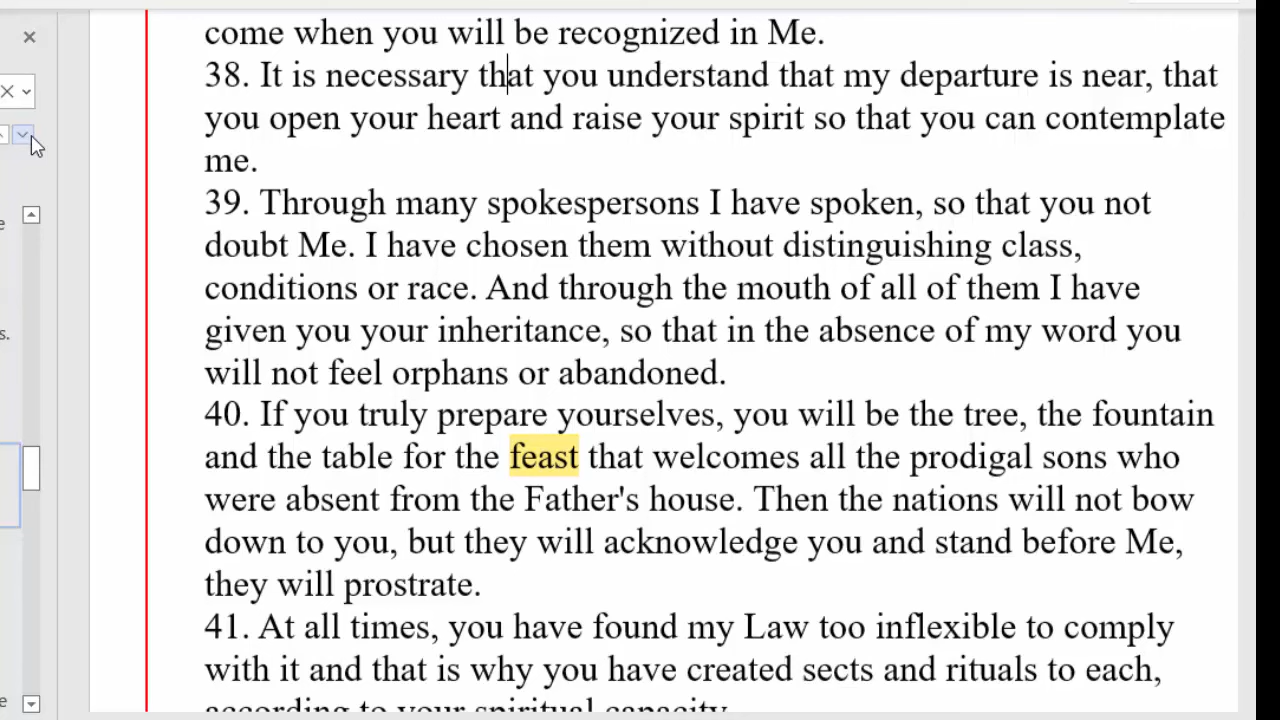 come when you will be recognized in Me.
38. It is necessary that you understand that my departure is near, that
you open your heart and raise your spirit so that you can contemplate
me.
39. Through many spokespersons I have spoken, so that you not
doubt Me. I have chosen them without distinguishing class,
conditions or race. And through the mouth of all of them I have
given you your inheritance, so that in the absence of my word you
will not feel orphans or abandoned.
40. If you truly prepare yourselves, you will be the tree, the fountain
and the table for the feast that welcomes all the prodigal sons who
were absent from the Father's house. Then the nations will not bow
down to you, but they will acknowledge you and stand before Me,
they will prostrate.
41. At all times, you have found my Law too inflexible to comply
with it and that is why you have created sects and rituals to each,
according to your spiritual capacity.